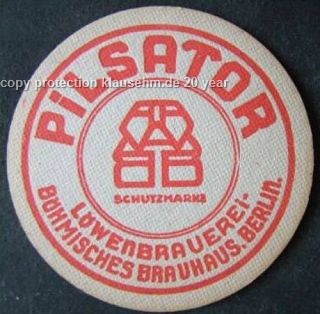 PiLSATOR
copy protection klausehm.de 20 year
SCHUTZMARKE
LÖWENBRAUEREI-
BÖHMISCHES BRAUHAUS. BERLIN.